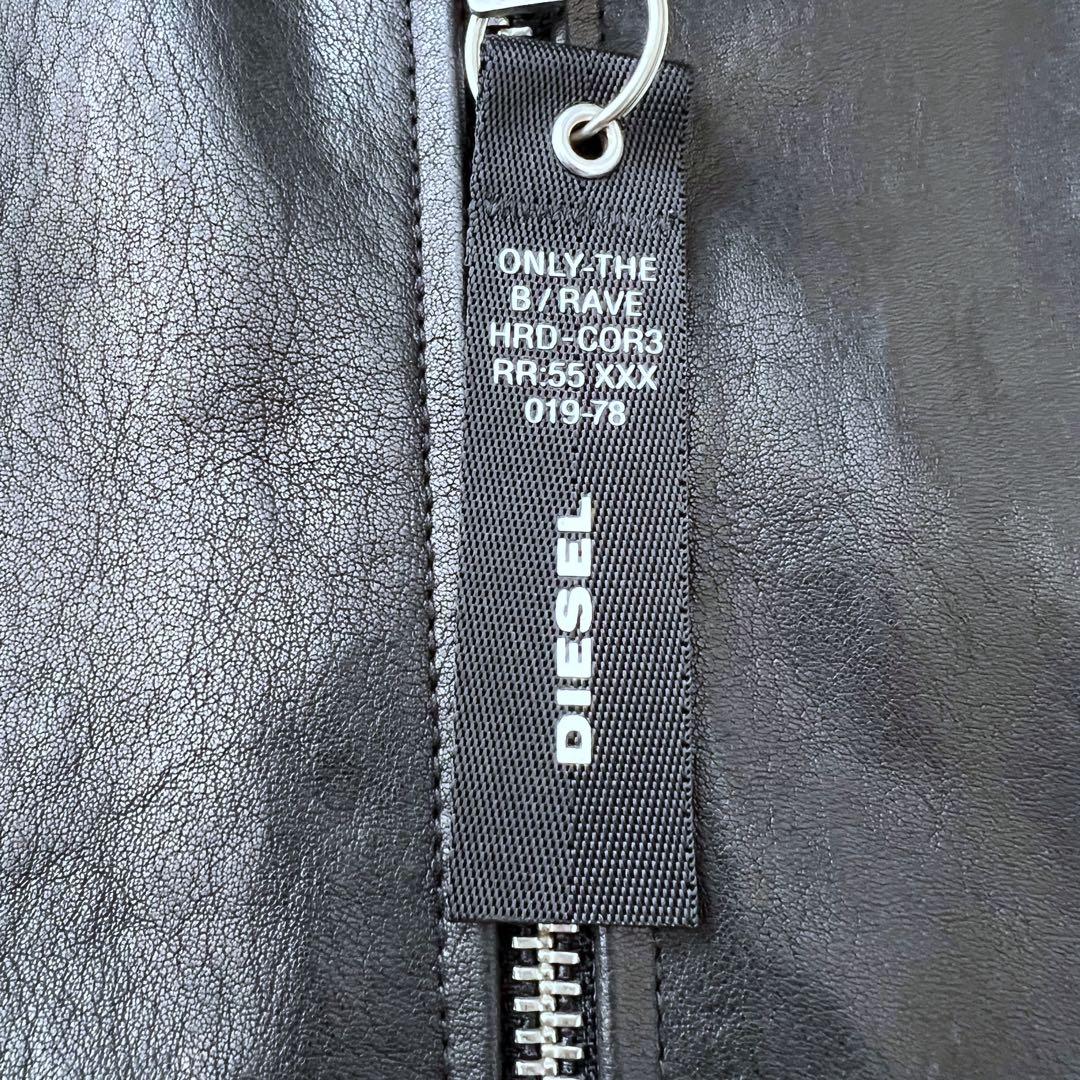 ONLY-THE
B/RAVE
HRD-COR3
RR:55 XXX
019-78
DIESEL